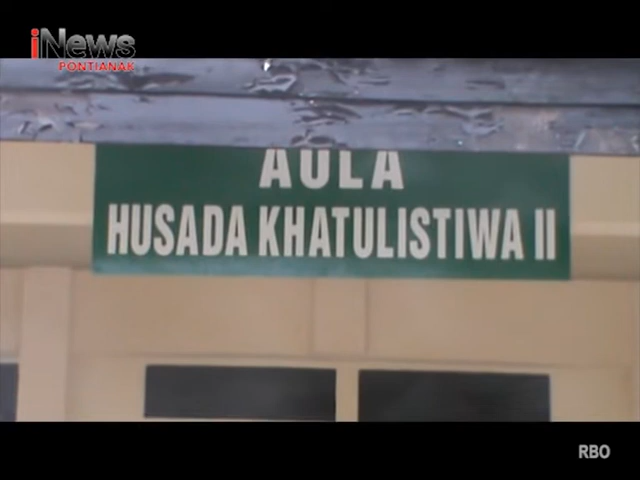 iNews
PONTIANAK
AULA
HUSADA KHATULISTIWA II
RBO